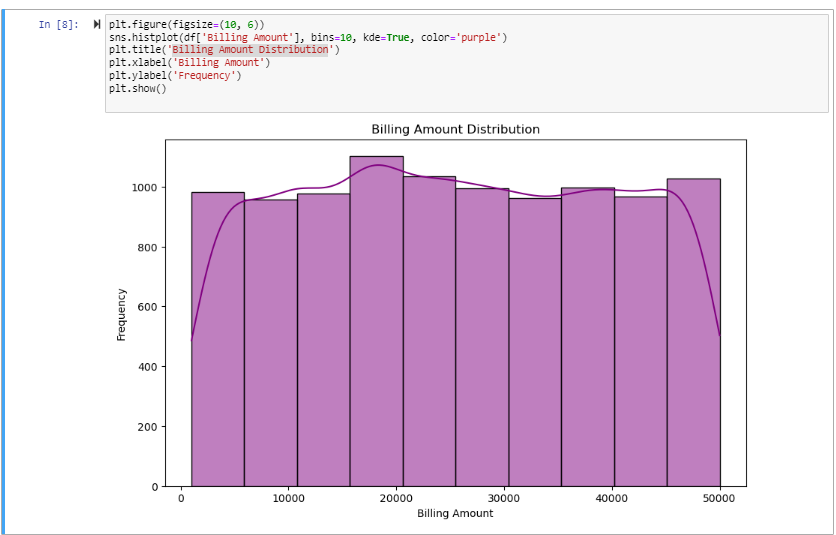 In [8]:
plt.figure(figsize=(10, 6))
sns.histplot(df['Billing Amount'], bins=10, kde=True, color='purple')
plt.title('Billing Amount Distribution')
plt.xlabel('Billing Amount')
plt.ylabel('Frequency')
plt.show()
Billing Amount Distribution
1000
800
600
400
200
0
Frequency
0 10000 20000 30000 40000 50000
Billing Amount